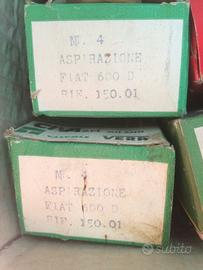 N. 4
ASPIRAZIONE
FIAT 600 D
RIF. 150.01
N. 4
ASPIRAZIONE
FIAT 600 D
RIF. 150.01
subito